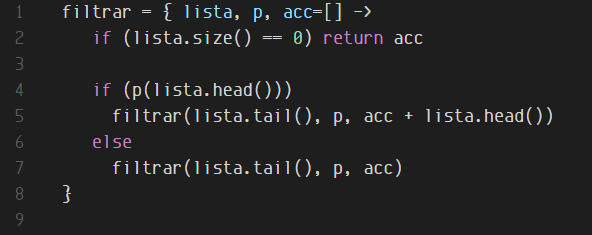 1 filtrar = { lista, p, acc=[] ->
2 if (lista.size() == 0) return acc
3
4 if (p(lista.head()))
5 filtrar(lista.tail(), p, acc + lista.head())
6 else
7 filtrar(lista.tail(), p, acc)
8 }
9